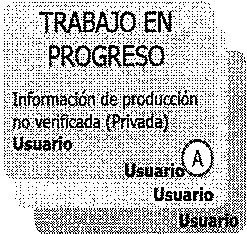 TRABAJO EN
PROGRESO
Información de producción
no verificada (Privada)
Usuario
Usuario A
Usuario
Usuario